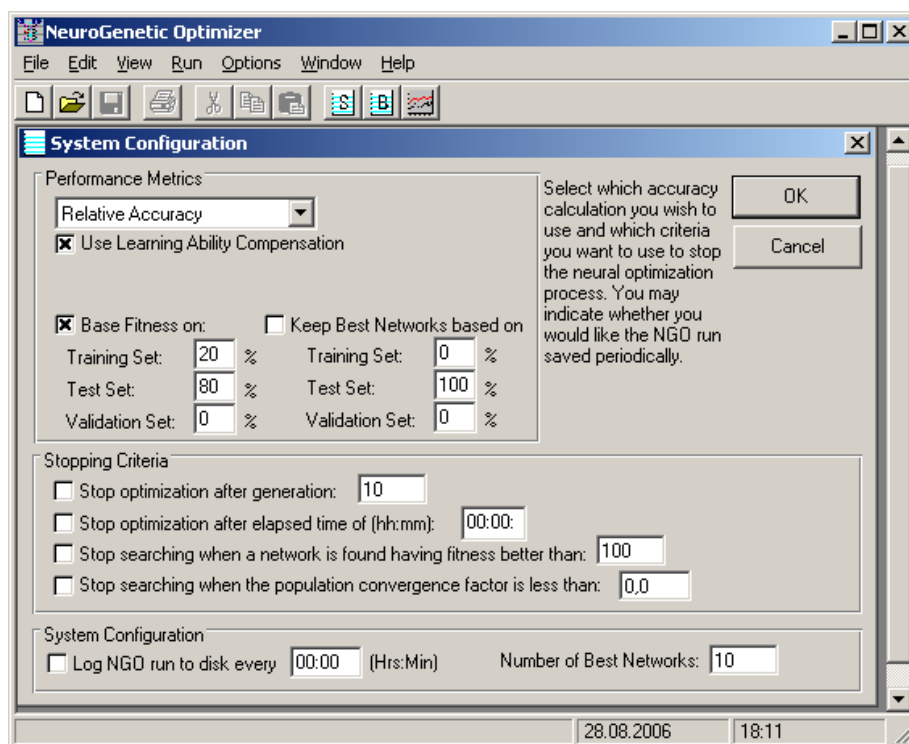 NeuroGenetic Optimizer
File Edit View Run Options Window Help
S B
System Configuration
Performance Metrics
Relative Accuracy
Use Learning Ability Compensation
Base Fitness on:
Training Set: 20 %
Test Set: 80 %
Validation Set: 0 %
Keep Best Networks based on
Training Set: 0 %
Test Set: 100 %
Validation Set: 0 %
Select which accuracy
calculation you wish to
use and which criteria
you want to use to stop
the neural optimization
process. You may
indicate whether you
would like the NGO run
saved periodically.
OK
Cancel
Stopping Criteria
Stop optimization after generation: 10
Stop optimization after elapsed time of (hh:mm): 00:00:
Stop searching when a network is found having fitness better than: 100
Stop searching when the population convergence factor is less than: 0,0
System Configuration
Log NGO run to disk every 00:00 (Hrs:Min) Number of Best Networks: 10
28.08.2006 18:11